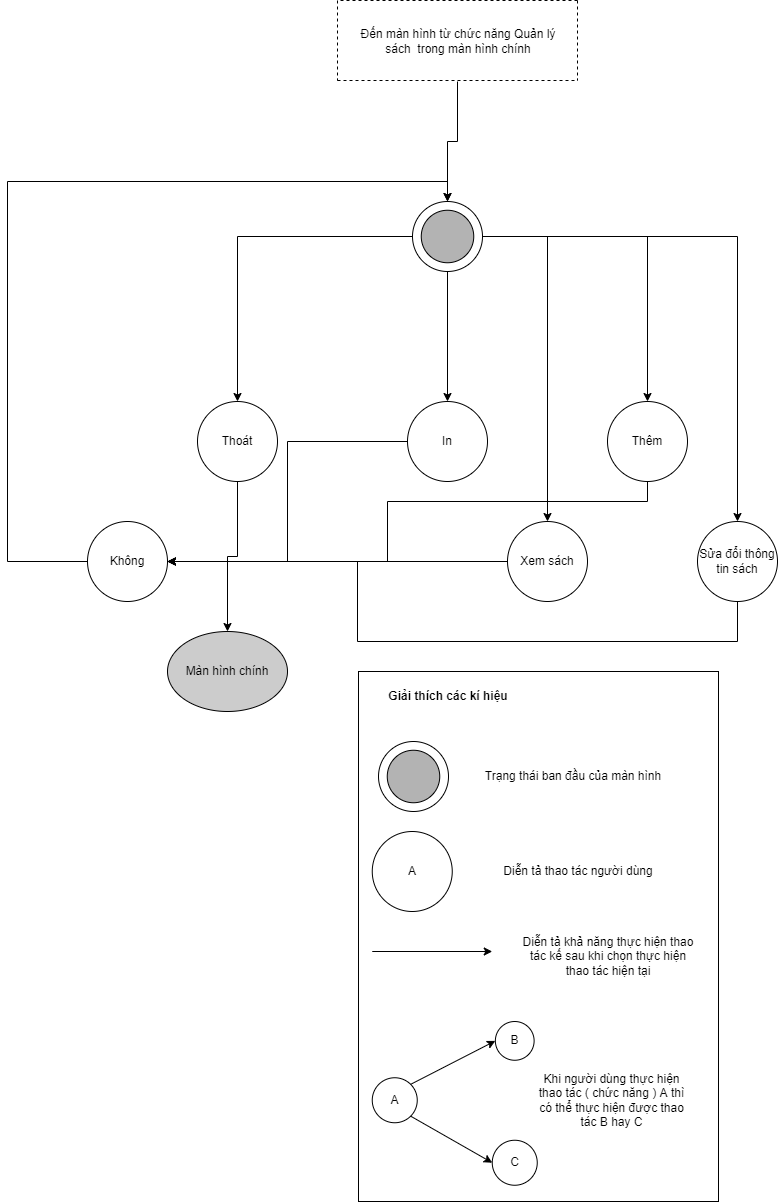 Đến màn hình từ chức năng Quản lý
sách trong màn hình chính
Thoát
In
Thêm
Không
Xem sách
Sửa đổi thông
tin sách
Màn hình chính
Giải thích các kí hiệu
Trạng thái ban đầu của màn hình
A
Diễn tả thao tác người dùng
Diễn tả khả năng thực hiện thao
tác kế sau khi chọn thực hiện
thao tác hiện tại
B
A
Khi người dùng thực hiện
thao tác ( chức năng ) A thì
có thể thực hiện được thao
tác B hay C
C